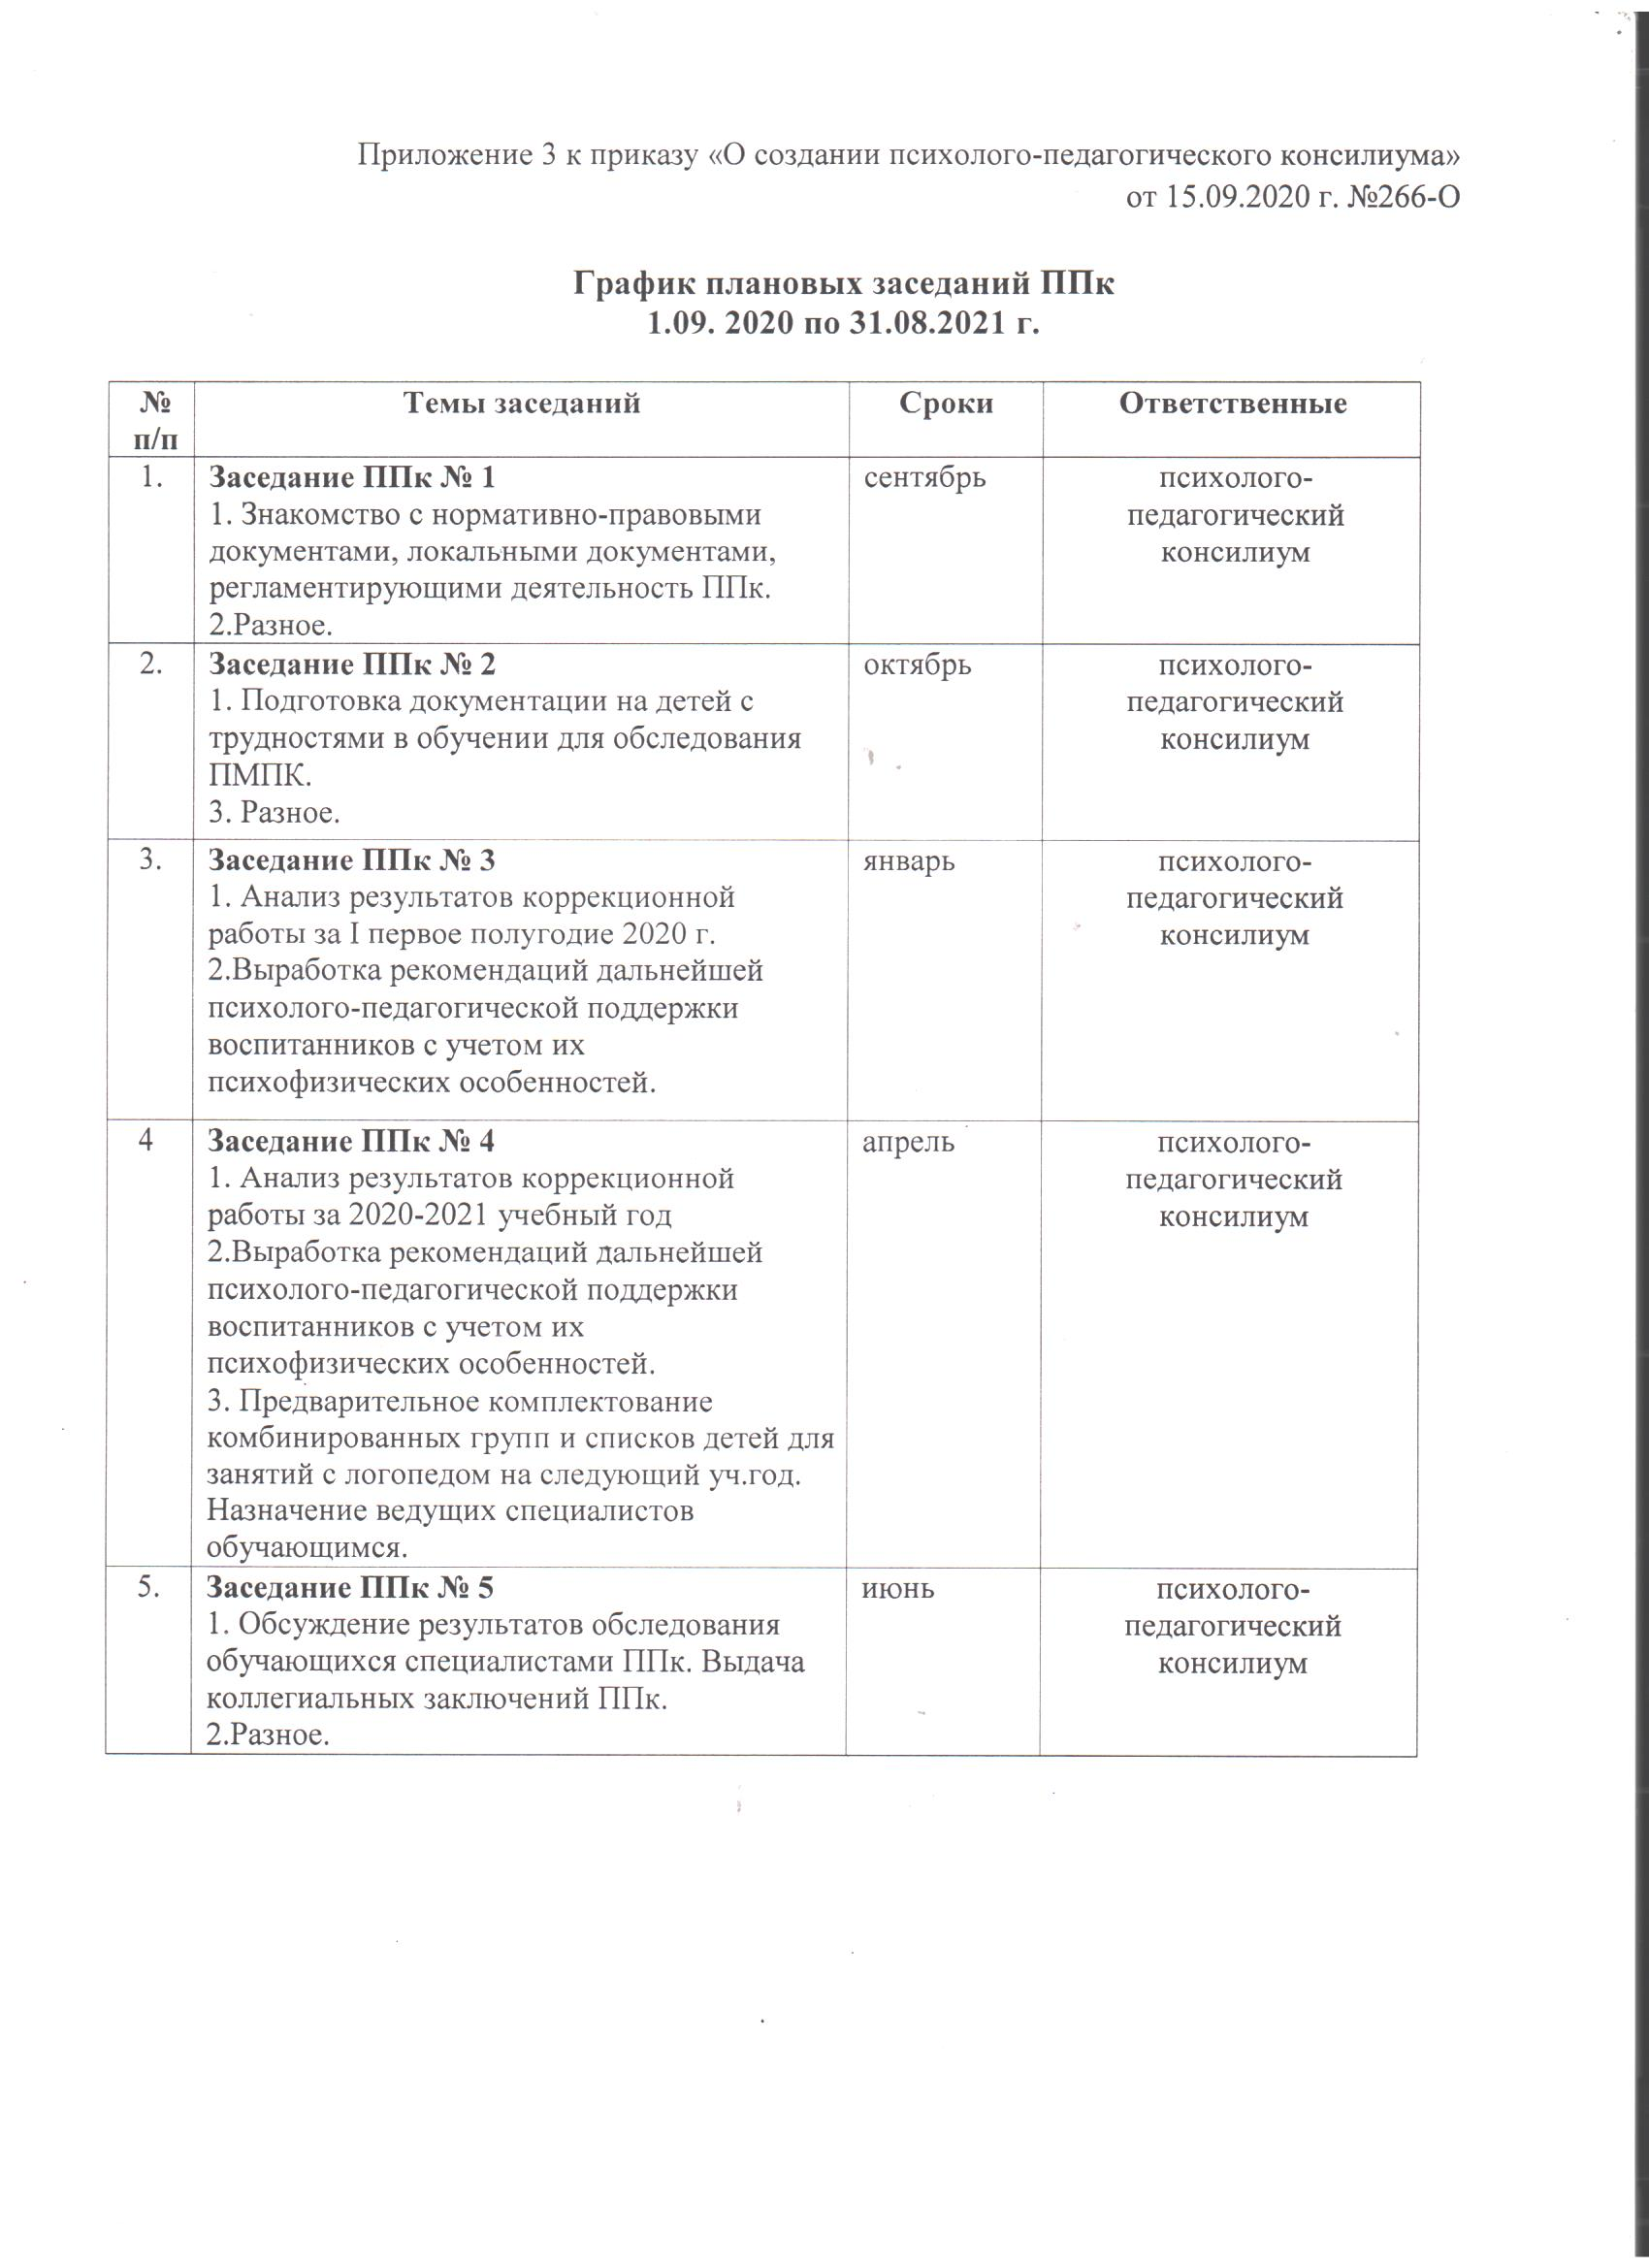 Приложение 3 к приказу «О создании психолого-педагогического консилиума»
от 15.09.2020 г. №266-О
График плановых заседаний ППк
1.09. 2020 по 31.08.2021 г.
№
п/п
Темы заседаний
Сроки
Ответственные
1.
Заседание ППк № 1
1. Знакомство с нормативно-правовыми
документами, локальными документами,
регламентирующими деятельность ППк.
2.Разное.
сентябрь
психолого-
педагогический
консилиум
2.
Заседание ППк № 2
1. Подготовка документации на детей с
трудностями в обучении для обследования
ПМПК.
3. Разное.
октябрь
психолого-
педагогический
консилиум
3.
Заседание ППк № 3
1. Анализ результатов коррекционной
работы за I первое полугодие 2020 г.
2.Выработка рекомендаций дальнейшей
психолого-педагогической поддержки
воспитанников с учетом их
психофизических особенностей.
январь
психолого-
педагогический
консилиум
4
Заседание ППк № 4
1. Анализ результатов коррекционной
работы за 2020-2021 учебный год
2.Выработка рекомендаций дальнейшей
психолого-педагогической поддержки
воспитанников с учетом их
психофизических особенностей.
3. Предварительное комплектование
комбинированных групп и списков детей для
занятий с логопедом на следующий уч.год.
Назначение ведущих специалистов
обучающимся.
апрель
психолого-
педагогический
консилиум
5.
Заседание ППк № 5
1. Обсуждение результатов обследования
обучающихся специалистами ППк. Выдача
коллегиальных заключений ППк.
2.Разное.
июнь
психолого-
педагогический
консилиум